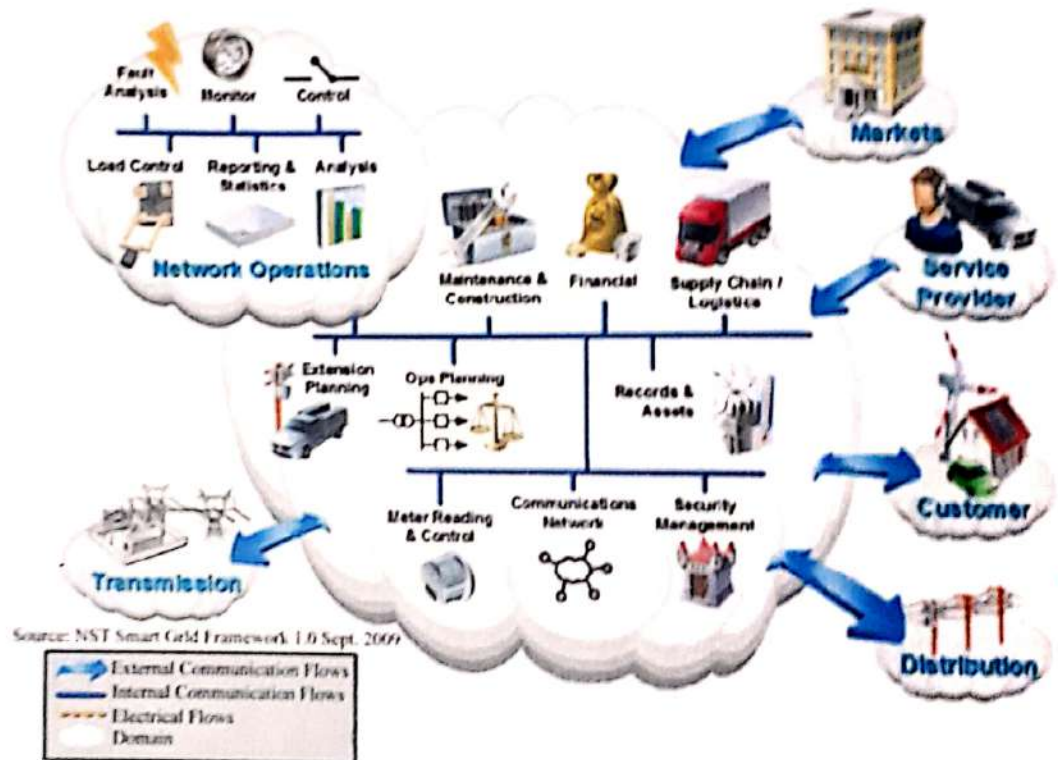 Fault
Analysis
Monitor
Control
Load Control
Reporting &
Statistics
Analysis
Network Operations
Markets
Service
Provider
Maintenance &
Construction
Financial
Supply Chain /
Logistics
Extension
Planning
Ops Planning
Records &
Assets
Customer
Meter Reading
& Control
Communications
Network
Security
Management
Transmission
Distribution
Source: NST Smart Grid Framework 1.0 Sept. 2009
External Communication Flows
Internal Communication Flows
Electrical Flows
Domain